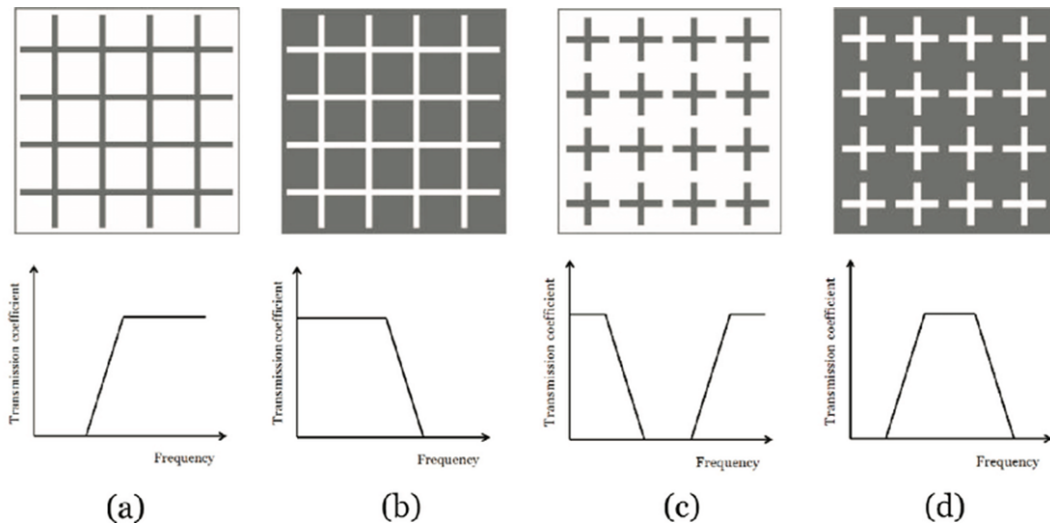 Transmission coefficient
Frequency
(a)
Transmission coefficient
Frequency
(b)
Transmission coefficient
Frequency
(c)
Transmission coefficient
Frequency
(d)